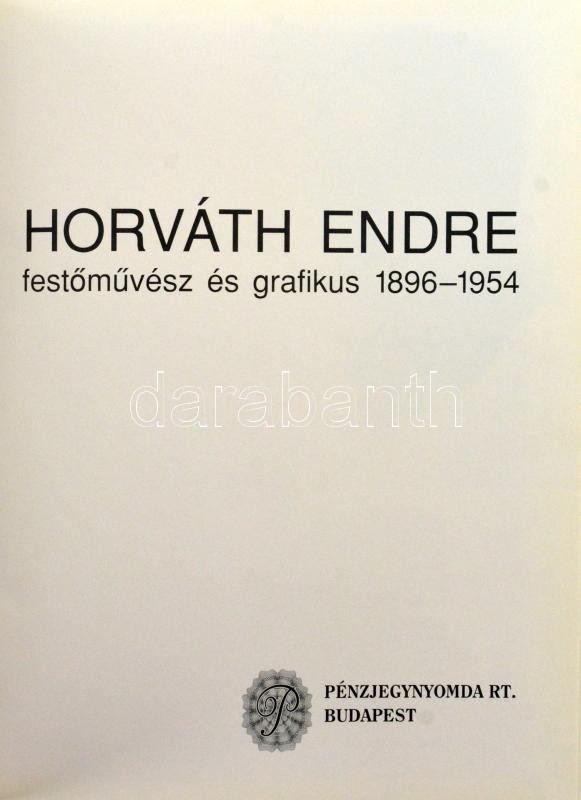 HORVÁTH ENDRE
festőművész és grafikus 1896–1954
darabanth
P
PÉNZJEGYNYOMDA RT.
BUDAPEST